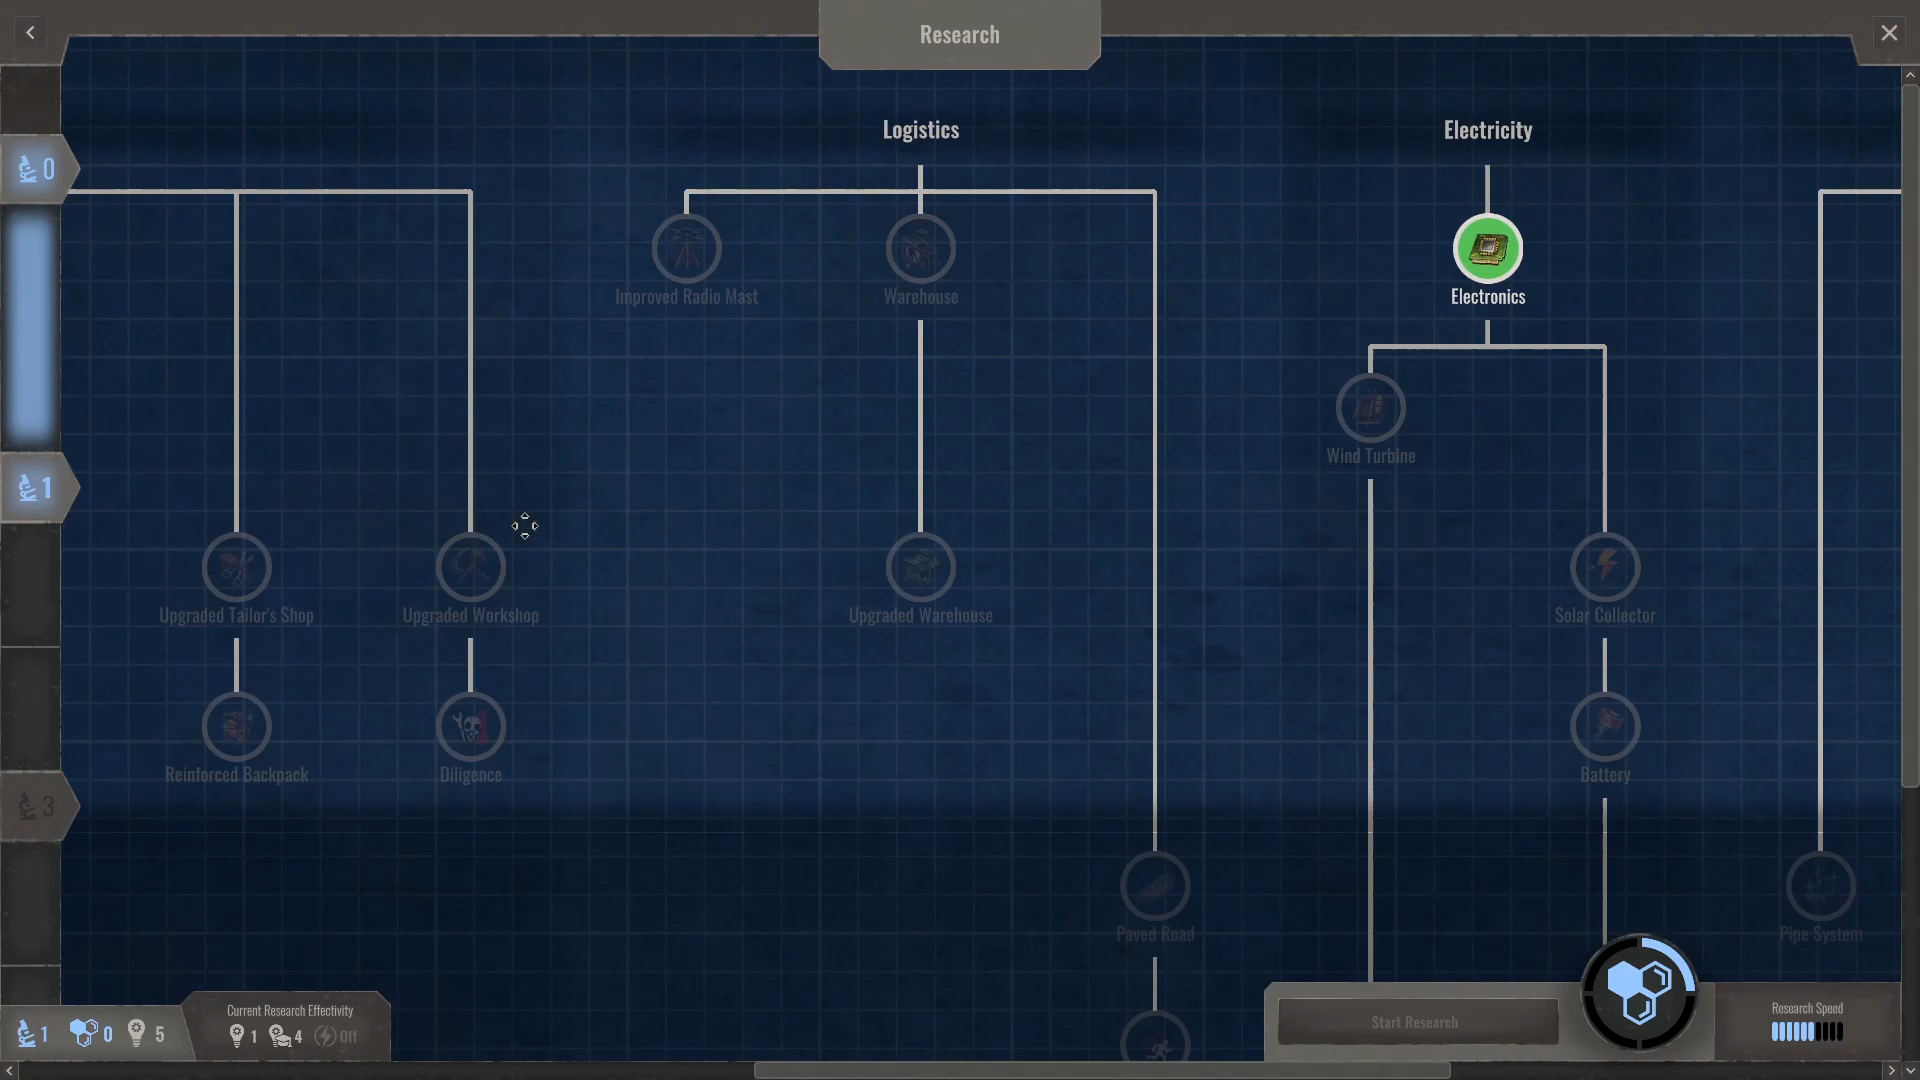 Research
Logistics
Electricity
0
Improved Radio Mast
Warehouse
Electronics
Wind Turbine
1
Upgraded Tailor's Shop
Upgraded Workshop
Upgraded Warehouse
Solar Collector
Reinforced Backpack
Diligence
Battery
3
Paved Road
Pipe System
Current Research Effectivity
1 0 5
1 4 Off
Start Research
Research Speed